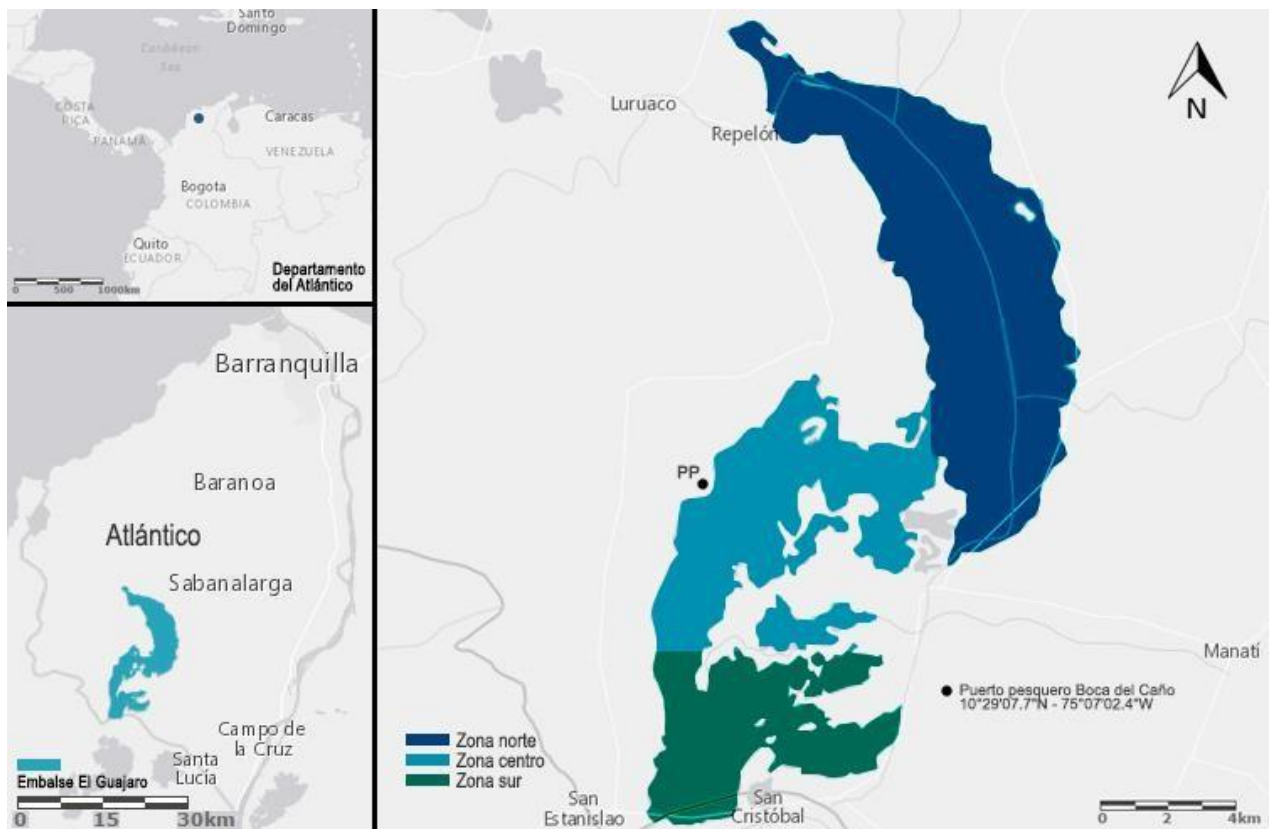 Santo
Domingo
Caribbean
Sea
COSTA
RICA
PANAMÁ
Caracas
VENEZUELA
Bogota
COLOMBIA
Quito
ECUADOR
0 500 1000km
Departamento
del Atlántico
Barranquilla
Baranoa
Atlántico
Sabanalarga
Campo de
la Cruz
Santa
Lucía
Embalse El Guajaro
0 15 30km
N
Luruaco
Repelón
PP
Manatí
Puerto pesquero Boca del Caño
10°29'07.7"N - 75°07'02.4"W
Zona norte
Zona centro
Zona sur
San
Estanislao
San
Cristóbal
0 2 4km